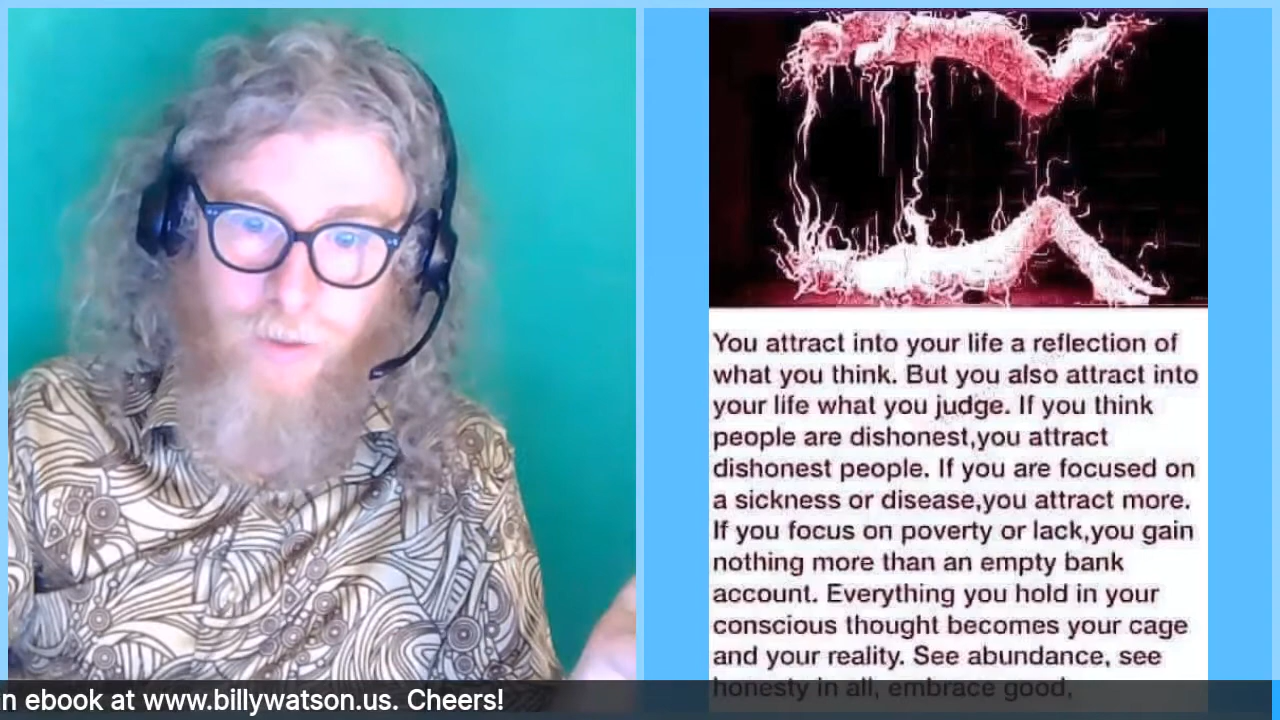 You attract into your life a reflection of
what you think. But you also attract into
your life what you judge. If you think
people are dishonest,you attract
dishonest people. If you are focused on
a sickness or disease,you attract more.
If you focus on poverty or lack,you gain
nothing more than an empty bank
account. Everything you hold in your
conscious thought becomes your cage
and your reality. See abundance, see
honesty in all, embrace good,
n ebook at www.billywatson.us. Cheers!